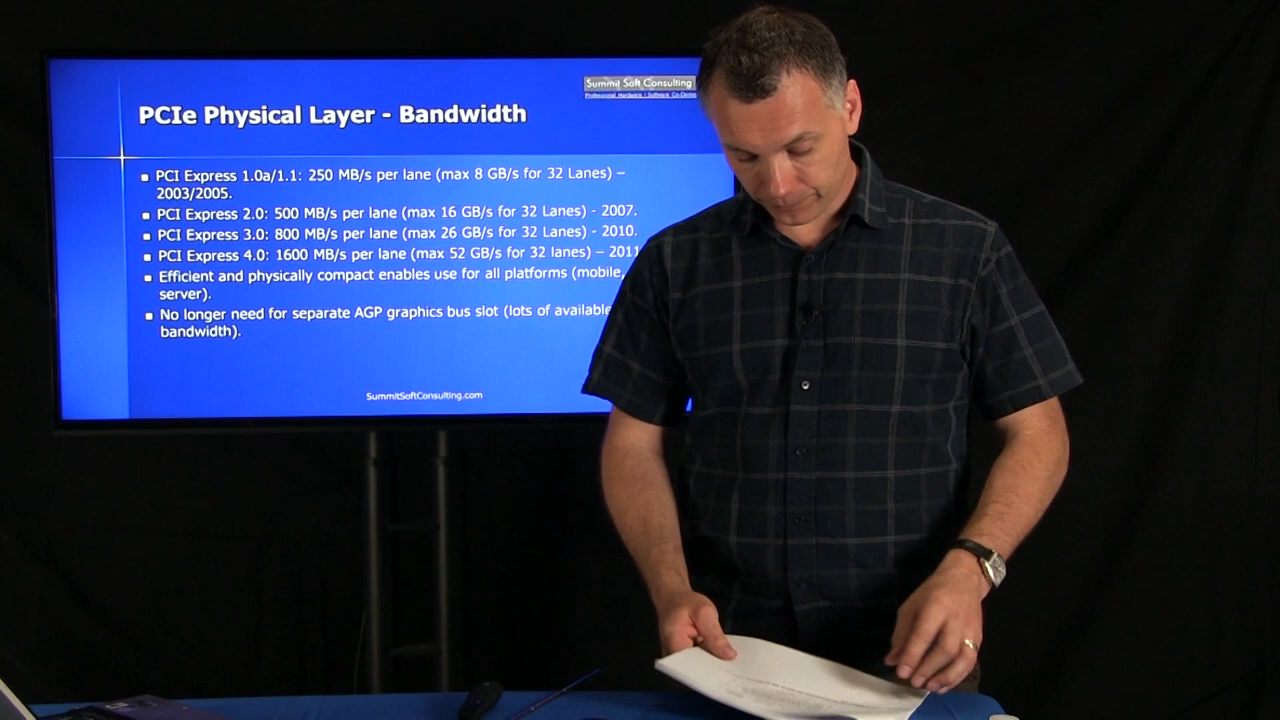 Summit Soft Consulting
Professional Hardware / Software Co-Design
PCIe Physical Layer - Bandwidth
PCI Express 1.0a/1.1: 250 MB/s per lane (max 8 GB/s for 32 Lanes) –
2003/2005.
PCI Express 2.0: 500 MB/s per lane (max 16 GB/s for 32 Lanes) - 2007.
PCI Express 3.0: 800 MB/s per lane (max 26 GB/s for 32 Lanes) - 2010.
PCI Express 4.0: 1600 MB/s per lane (max 52 GB/s for 32 lanes) – 2011
Efficient and physically compact enables use for all platforms (mobile,
server).
No longer need for separate AGP graphics bus slot (lots of available
bandwidth).
SummitSoftConsulting.com